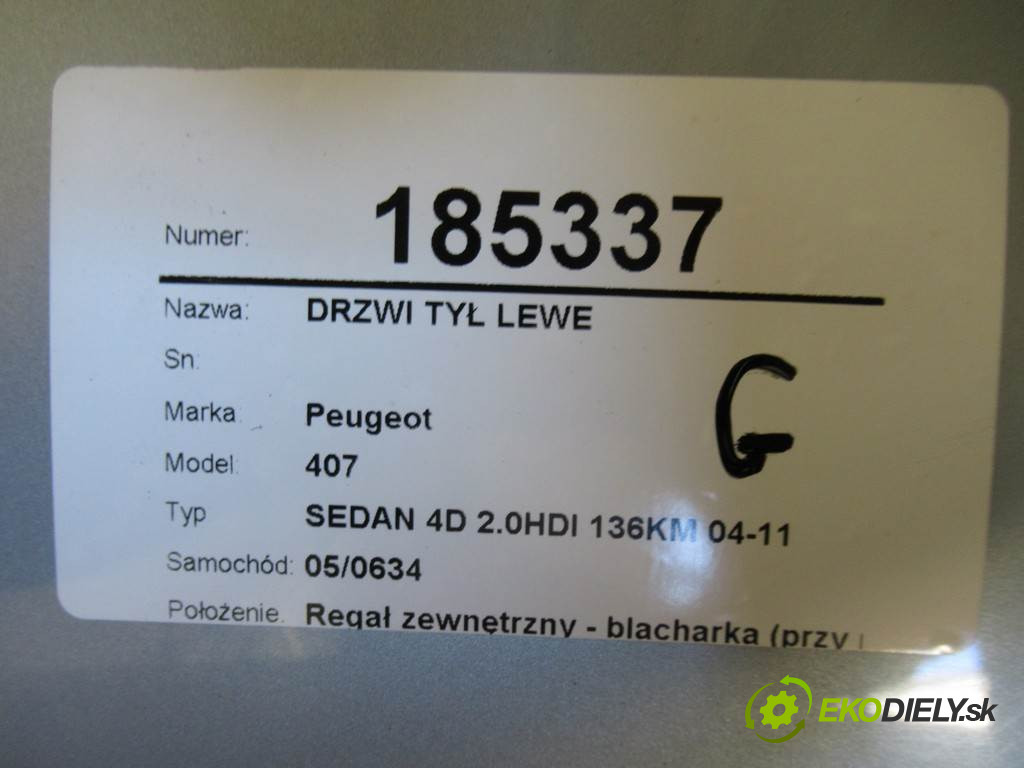 Numer: 185337
Nazwa: DRZWI TYŁ LEWE
Sn:
Marka: Peugeot
Model: 407
Typ SEDAN 4D 2.0HDI 136KM 04-11
Samochód: 05/0634
Położenie. Regał zewnętrzny - blacharka (przy
G
EKODIELY.sk